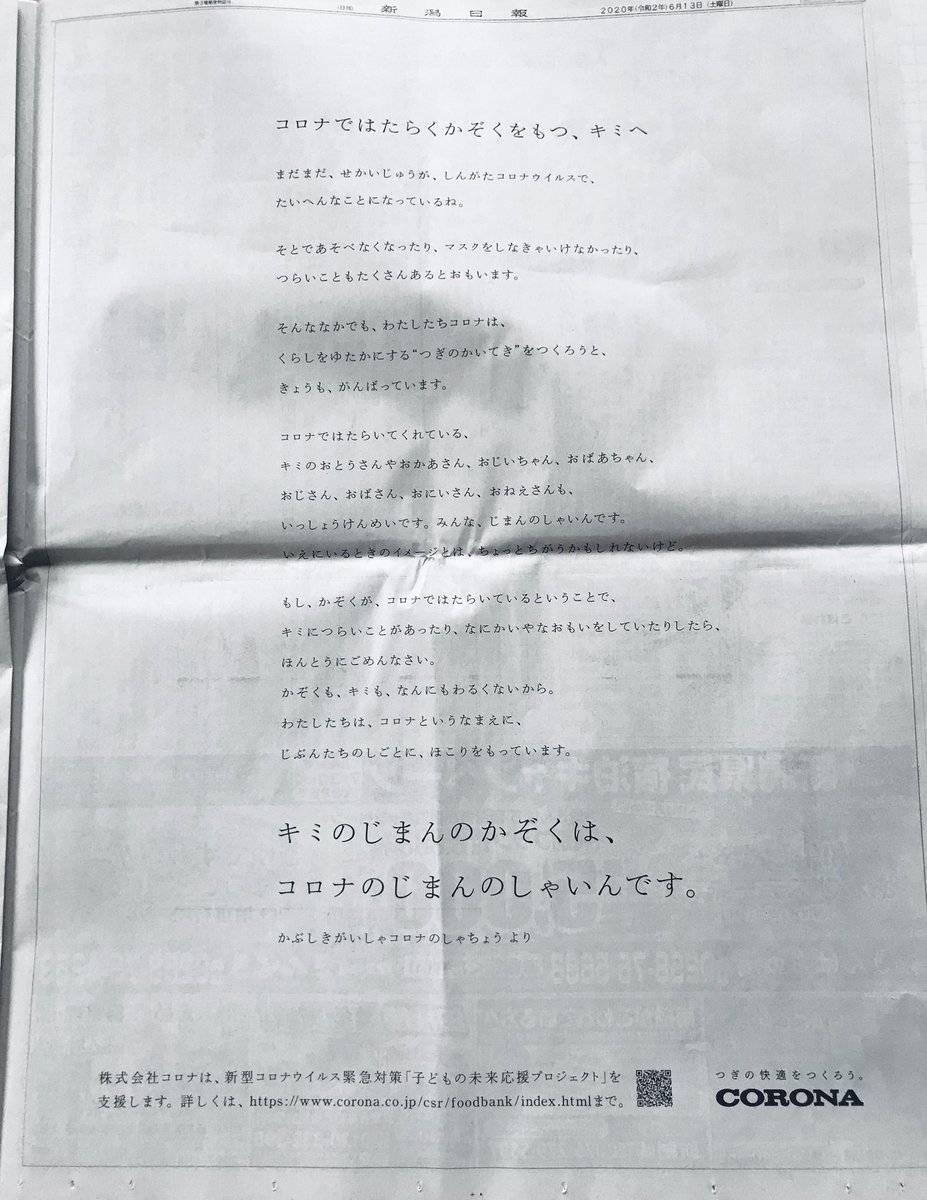 新潟日報
2020年(令和2年)6月13日(土曜日)
コロナではたらくかぞくをもつ、キミへ
まだまだ、せかいじゅうが、しんがたコロナウイルスで、
たいへんなことになっているね。
そとであそべなくなったり、マスクをしなきゃいけなかったり、
つらいこともたくさんあるとおもいます。
そんななかでも、わたしたちコロナは、
くらしをゆたかにする“つぎのかいてき”をつくろうと、
きょうも、がんばっています。
コロナではたらいてくれている、
キミのおとうさんやおかあさん、おじいちゃん、おばあちゃん、
おじさん、おばさん、おにいさん、おねえさんも、
いっしょうけんめいです。みんな、じまんのしゃいんです。
いえにいるときのイメージとは、ちょっとちがうかもしれないけど。
もし、かぞくが、コロナではたらいているということで、
キミにつらいことがあったり、なにかいやなおもいをしていたりしたら、
ほんとうにごめんなさい。
かぞくも、キミも、なんにもわるくないから。
わたしたちは、コロナというなまえに、
じぶんたちのしごとに、ほこりをもっています。
キミのじまんのかぞくは、
コロナのじまんのしゃいんです。
かぶしきがいしゃコロナのしゃちょう より
株式会社コロナは、新型コロナウイルス緊急対策「子どもの未来応援プロジェクト」を
支援します。詳しくは、https://www.corona.co.jp/csr/foodbank/index.htmlまで。
つぎの快適をつくろう。
CORONA